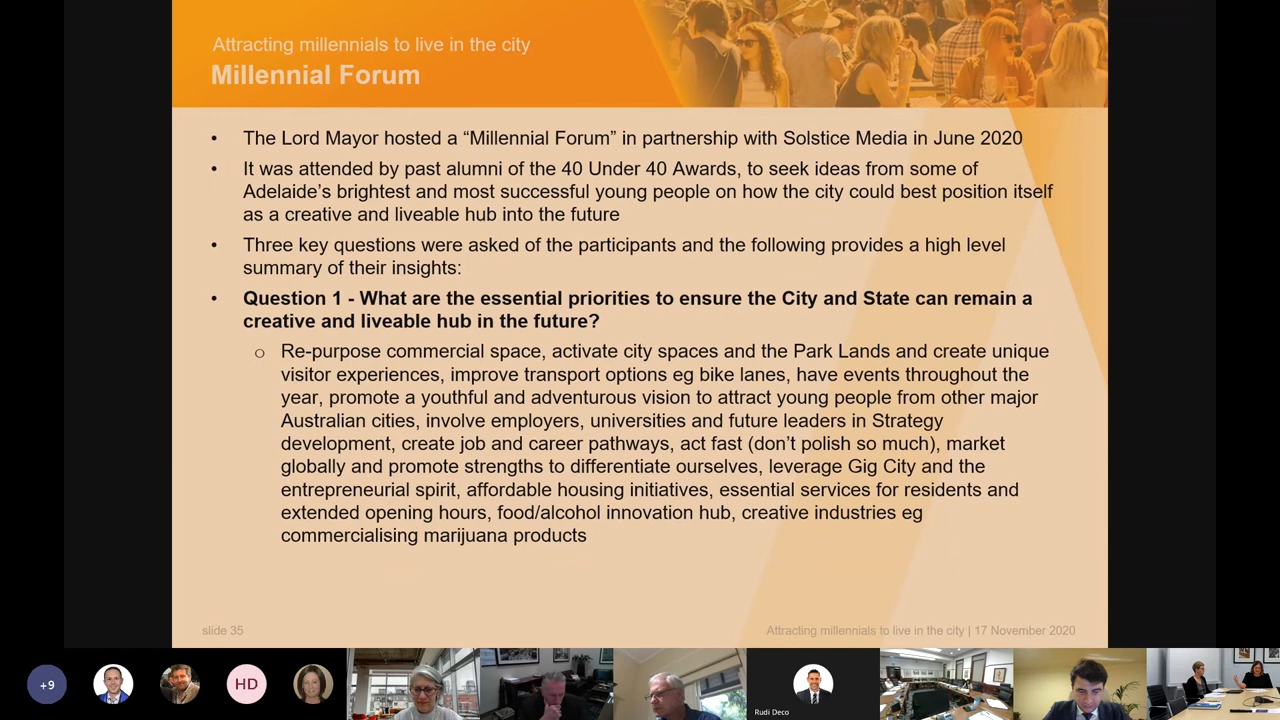 Attracting millennials to live in the city
Millennial Forum
• The Lord Mayor hosted a “Millennial Forum” in partnership with Solstice Media in June 2020
• It was attended by past alumni of the 40 Under 40 Awards, to seek ideas from some of
Adelaide’s brightest and most successful young people on how the city could best position itself
as a creative and liveable hub into the future
• Three key questions were asked of the participants and the following provides a high level
summary of their insights:
• Question 1 - What are the essential priorities to ensure the City and State can remain a
creative and liveable hub in the future?
o Re-purpose commercial space, activate city spaces and the Park Lands and create unique
visitor experiences, improve transport options eg bike lanes, have events throughout the
year, promote a youthful and adventurous vision to attract young people from other major
Australian cities, involve employers, universities and future leaders in Strategy
development, create job and career pathways, act fast (don’t polish so much), market
globally and promote strengths to differentiate ourselves, leverage Gig City and the
entrepreneurial spirit, affordable housing initiatives, essential services for residents and
extended opening hours, food/alcohol innovation hub, creative industries eg
commercialising marijuana products
slide 35
Attracting millennials to live in the city | 17 November 2020
+9
HD
Rudi Deco